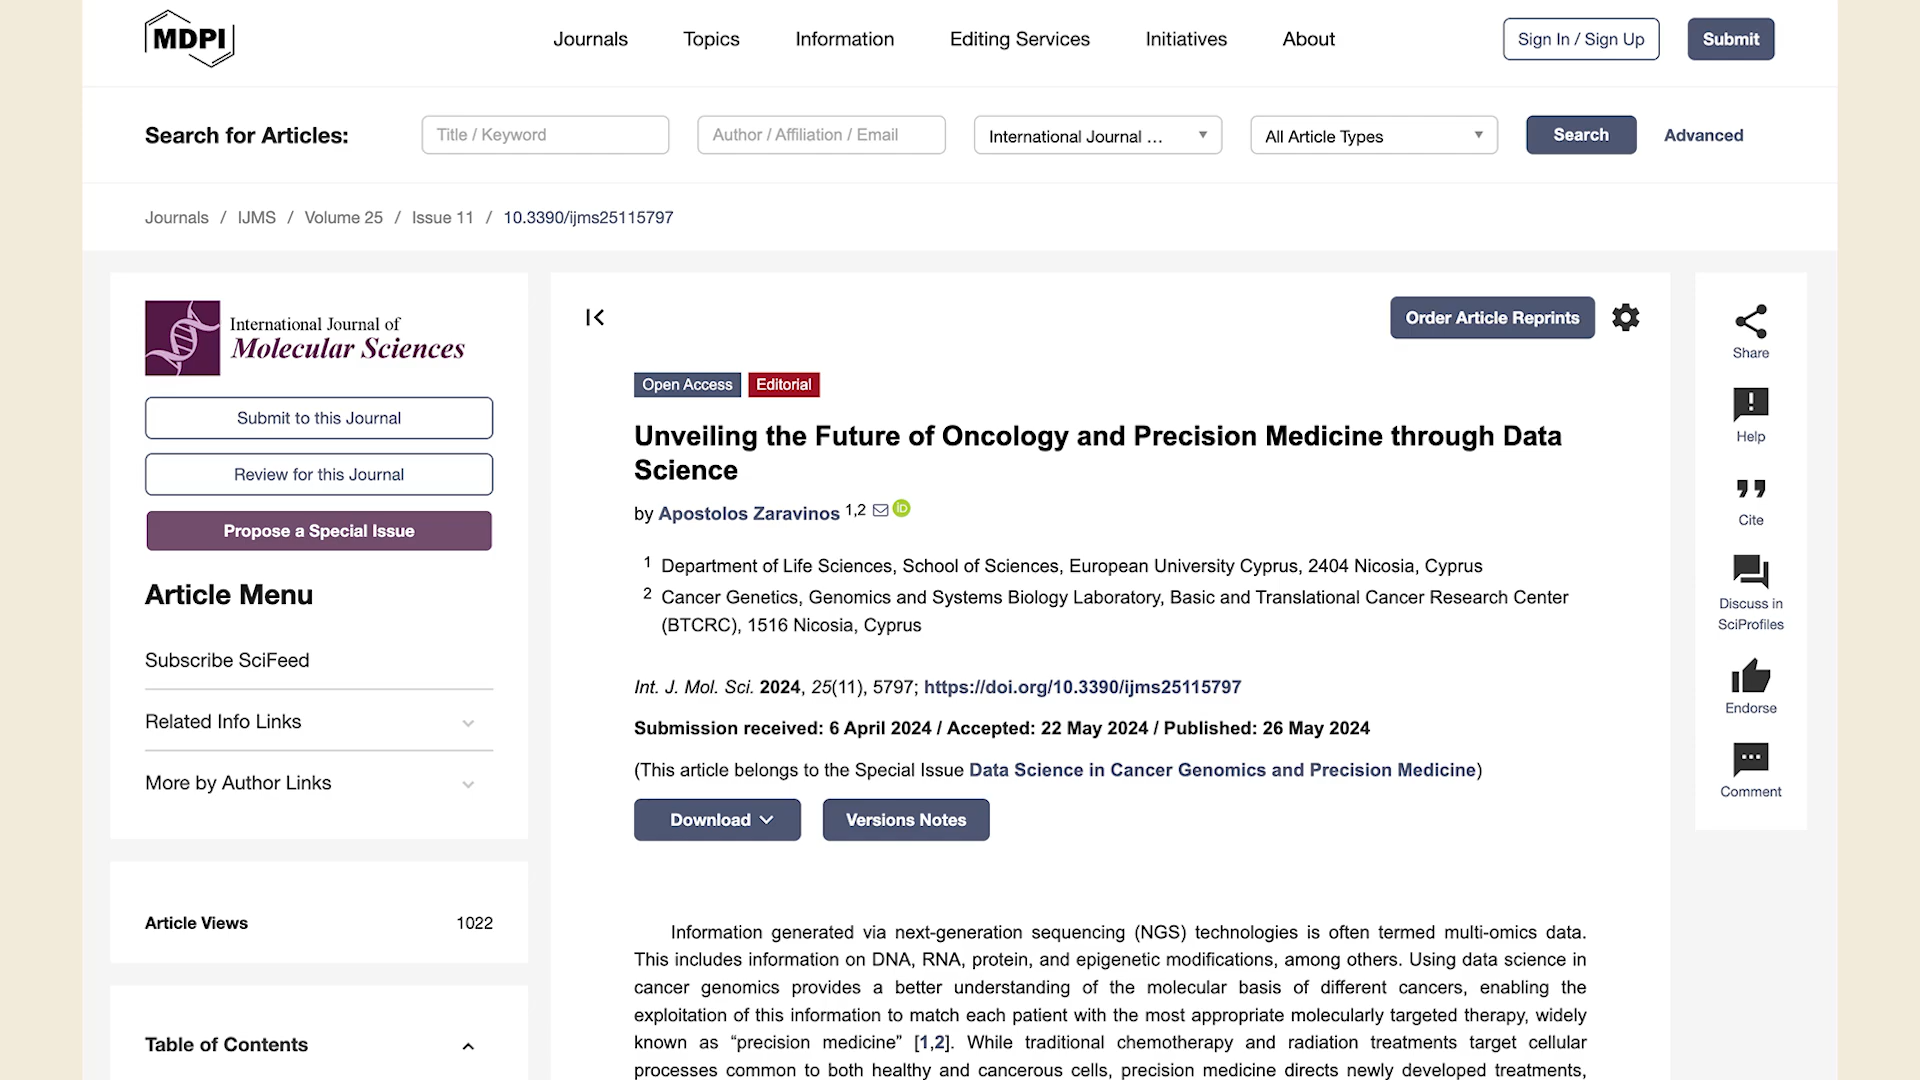 MDPI
Journals Topics Information Editing Services Initiatives About
Sign In / Sign Up Submit
Search for Articles: Title / Keyword Author / Affiliation / Email International Journal ... All Article Types Search Advanced
Journals / IJMS / Volume 25 / Issue 11 / 10.3390/ijms25115797
International Journal of
Molecular Sciences
Submit to this Journal
Review for this Journal
Propose a Special Issue
Article Menu
Subscribe SciFeed
Related Info Links
More by Author Links
Article Views 1022
Table of Contents
Order Article Reprints
Open Access Editorial
Unveiling the Future of Oncology and Precision Medicine through Data
Science
by Apostolos Zaravinos 1,2 iD
1 Department of Life Sciences, School of Sciences, European University Cyprus, 2404 Nicosia, Cyprus
2 Cancer Genetics, Genomics and Systems Biology Laboratory, Basic and Translational Cancer Research Center
(BTCRC), 1516 Nicosia, Cyprus
Int. J. Mol. Sci. 2024, 25(11), 5797; https://doi.org/10.3390/ijms25115797
Submission received: 6 April 2024 / Accepted: 22 May 2024 / Published: 26 May 2024
(This article belongs to the Special Issue Data Science in Cancer Genomics and Precision Medicine)
Download Versions Notes
Information generated via next-generation sequencing (NGS) technologies is often termed multi-omics data.
This includes information on DNA, RNA, protein, and epigenetic modifications, among others. Using data science in
cancer genomics provides a better understanding of the molecular basis of different cancers, enabling the
exploitation of this information to match each patient with the most appropriate molecularly targeted therapy, widely
known as “precision medicine” [1,2]. While traditional chemotherapy and radiation treatments target cellular
processes common to both healthy and cancerous cells, precision medicine directs newly developed treatments,
Share
Help
Cite
Discuss in
SciProfiles
Endorse
Comment